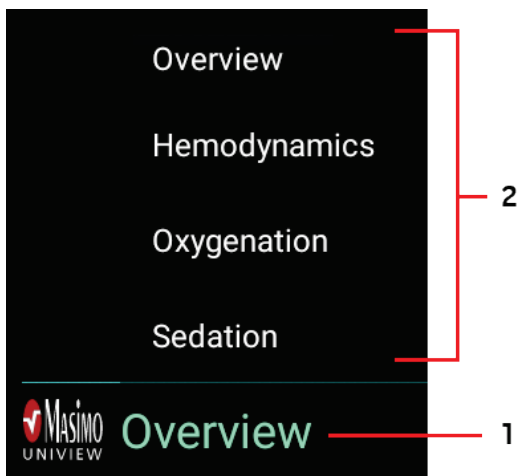 Overview
Hemodynamics
2
Oxygenation
Sedation
Masimo Overview 1
UNIVIEW